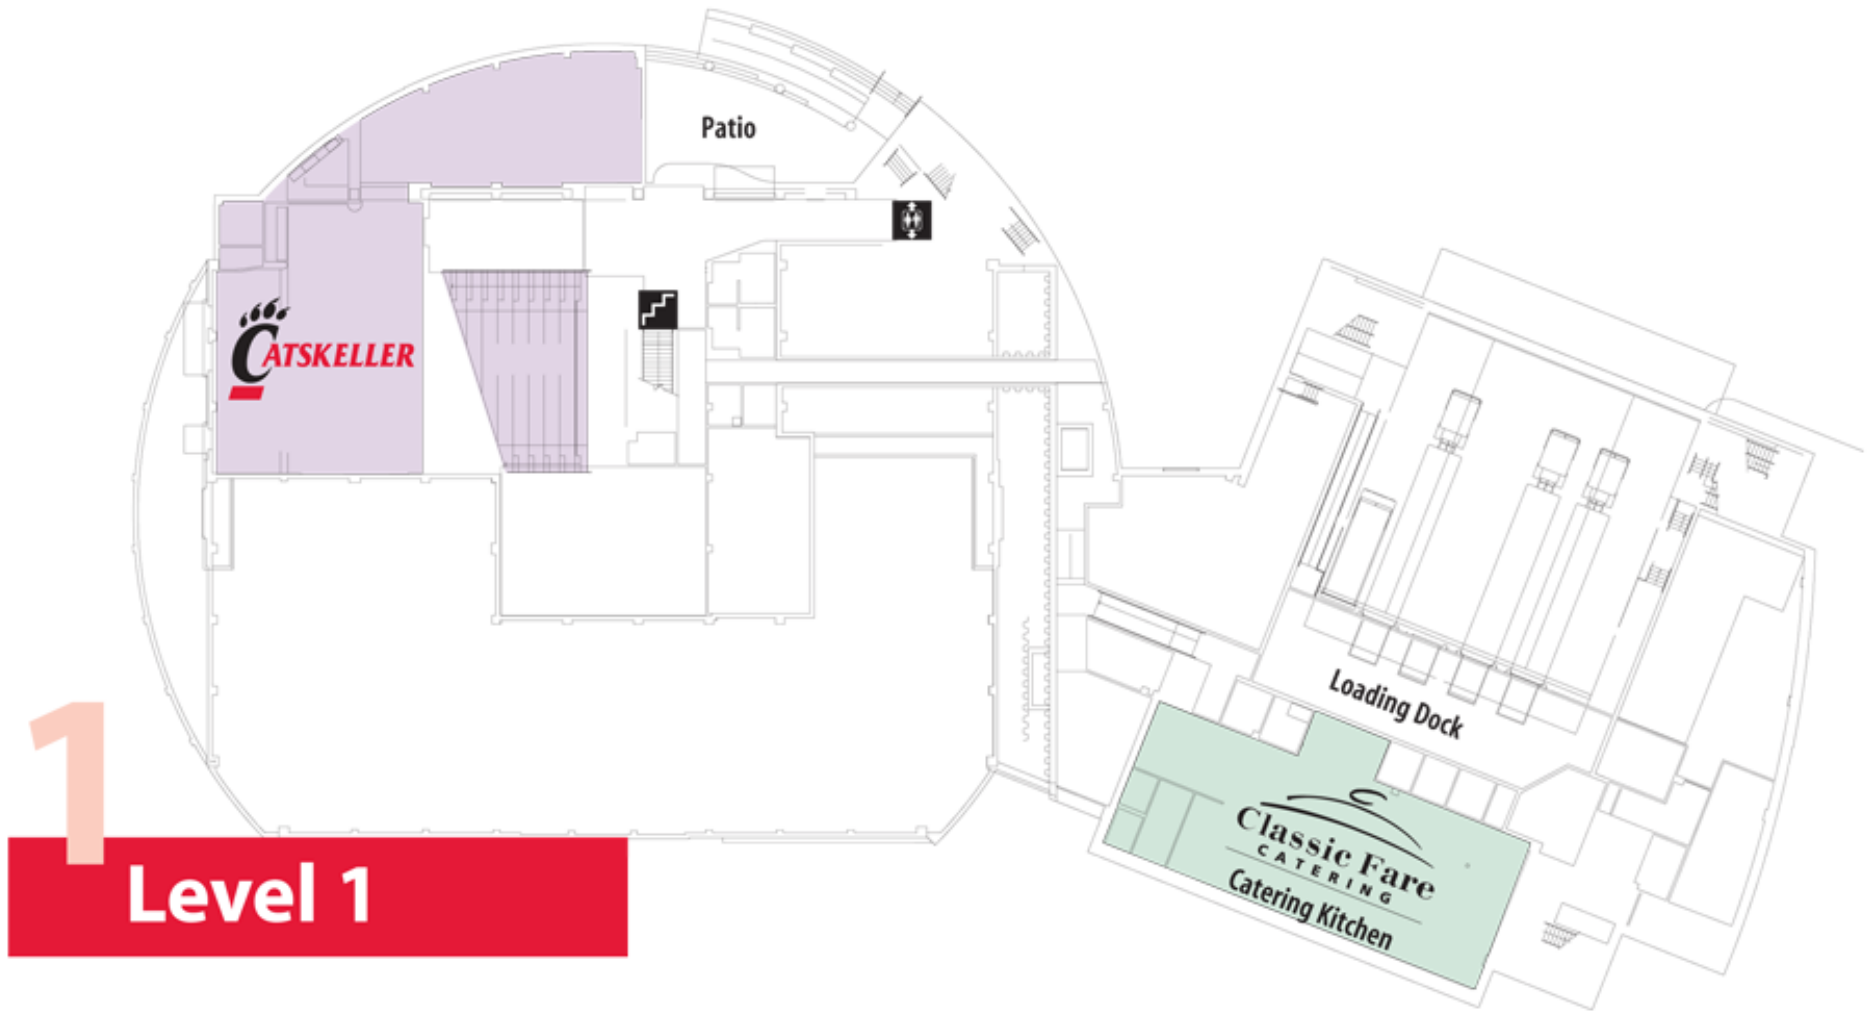 Patio
CATSKELLER
Loading Dock
Classic Fare
CATERING
Catering Kitchen
1
Level 1